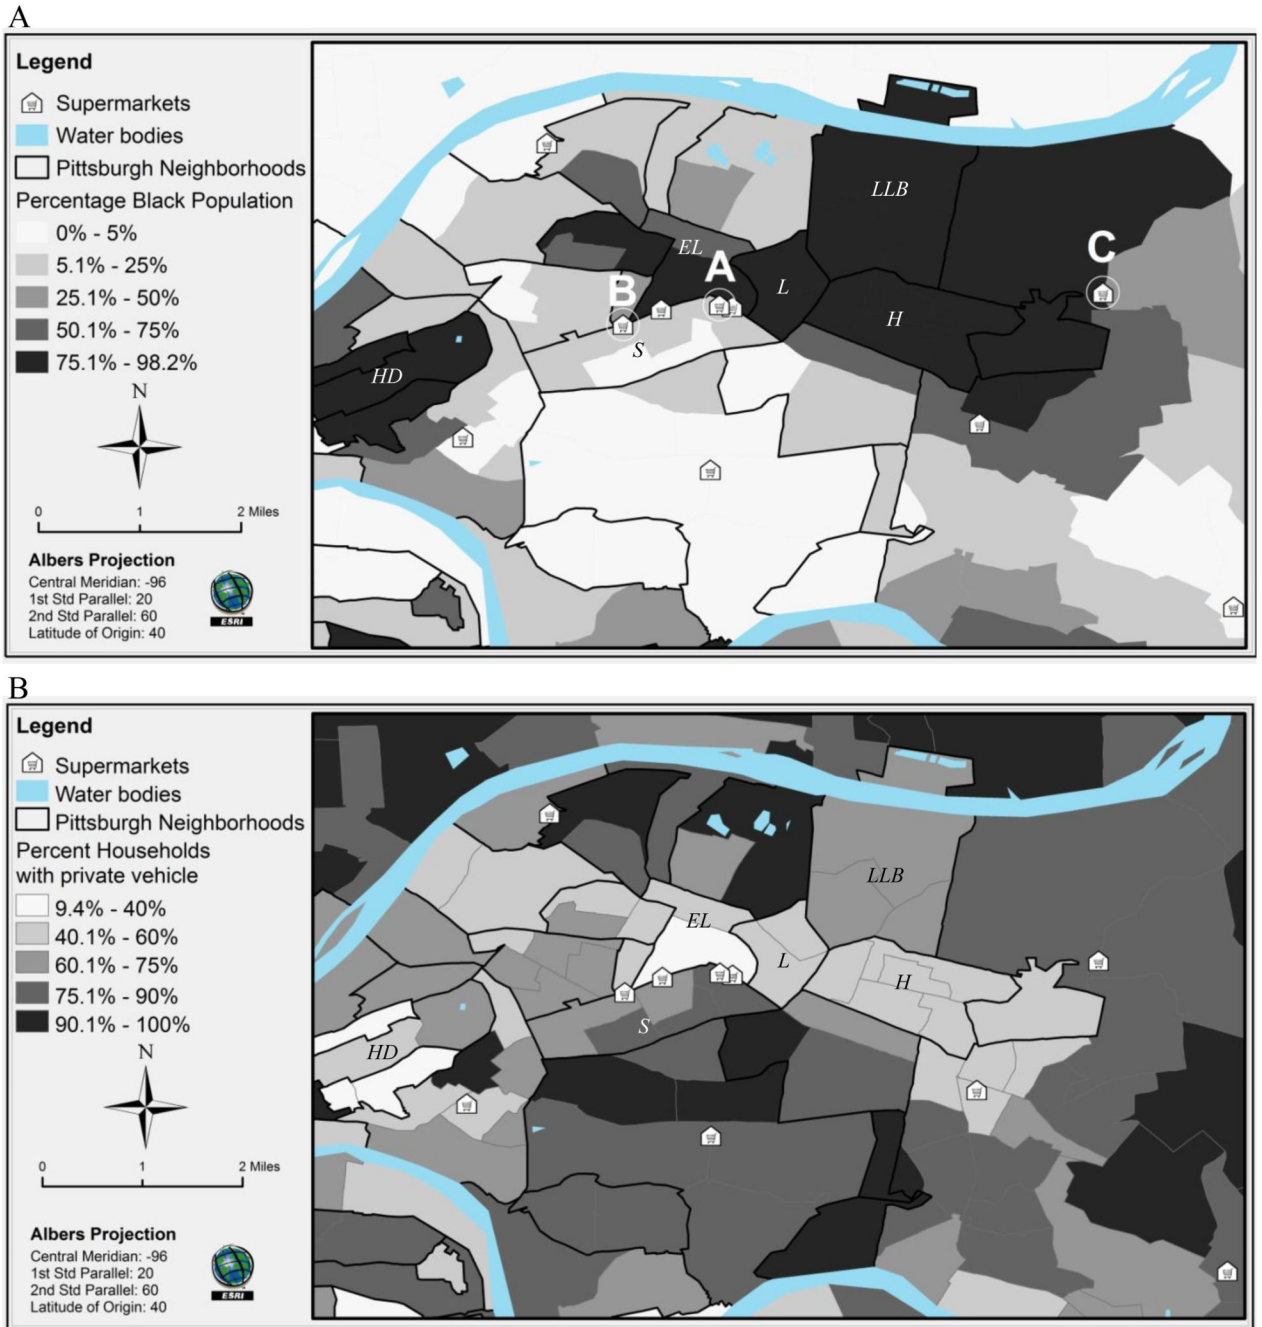 A
Legend
Supermarkets
Water bodies
Pittsburgh Neighborhoods
Percentage Black Population
0% - 5%
5.1% - 25%
25.1% - 50%
50.1% - 75%
75.1% - 98.2%
N
0 1 2 Miles
Albers Projection
Central Meridian: -96
1st Std Parallel: 20
2nd Std Parallel: 60
Latitude of Origin: 40
ESRI
LLB
EL
A
C
B
L
H
S
HD
B
Legend
Supermarkets
Water bodies
Pittsburgh Neighborhoods
Percent Households
with private vehicle
9.4% - 40%
40.1% - 60%
60.1% - 75%
75.1% - 90%
90.1% - 100%
N
0 1 2 Miles
Albers Projection
Central Meridian: -96
1st Std Parallel: 20
2nd Std Parallel: 60
Latitude of Origin: 40
ESRI
LLB
EL
L
H
S
HD